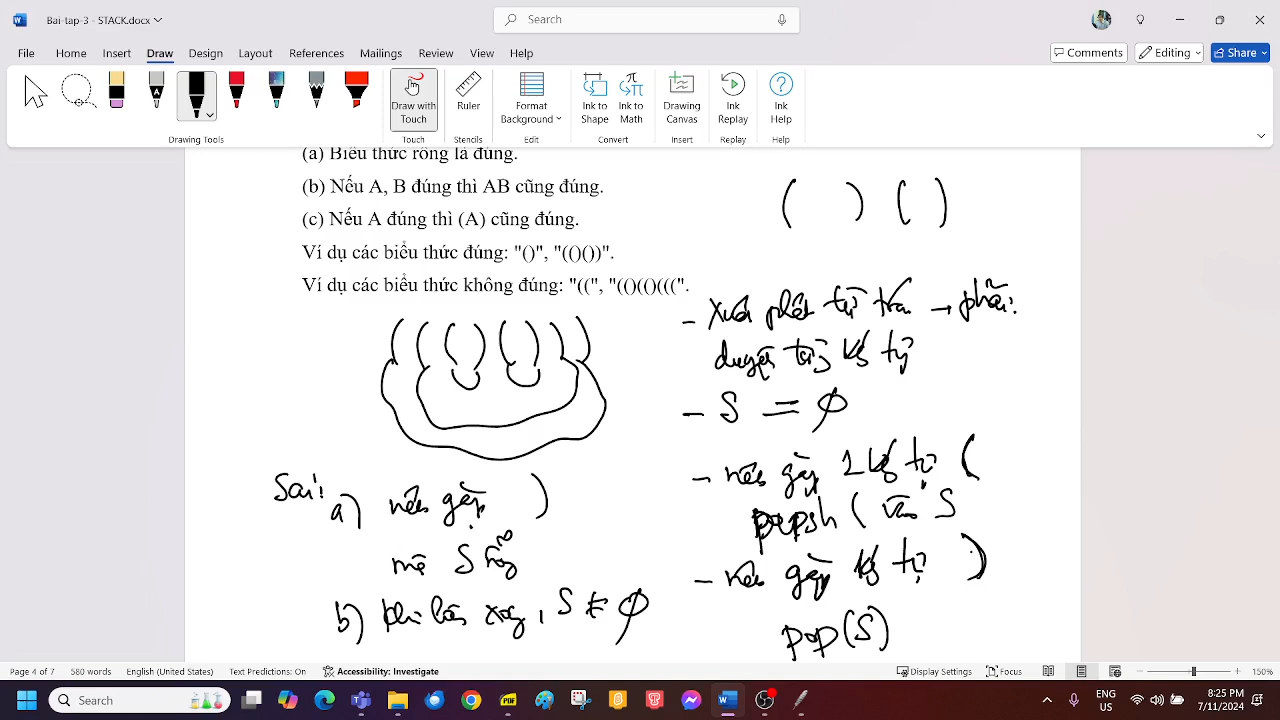 Bai-tap-3 - STACK.docx
Search
File Home Insert Draw Design Layout References Mailings Review View Help
Comments Editing Share
Draw with Touch
Ruler
Format Background
Ink to Shape
Ink to Math
Drawing Canvas
Ink Replay
Ink Help
Drawing Tools Touch Stencils Edit Convert Insert Replay Help
(a) Biểu thức rỗng là đúng.
(b) Nếu A, B đúng thì AB cũng đúng.
(c) Nếu A đúng thì (A) cũng đúng.
Ví dụ các biểu thức đúng: "()", "(()())".
Ví dụ các biểu thức không đúng: "((", "(()(()(((".
( ) ( )
( ( ( ) ( ) ) )
- Xuất phát từ trái → phải:
duyệt từng ký tự
- S = ∅
- nếu gặp 1 ký tự (
push ( vào S
- nếu gặp ký tự )
pop(S)
Sai:
a) nếu gặp )
mà S rỗng
b) khi làm xong, S ≠ ∅
Page 4 of 7 580 words English (United States) Text Predictions: On Accessibility: Investigate
Display Settings Focus 150%
Search
ENG
US
8:25 PM
7/11/2024